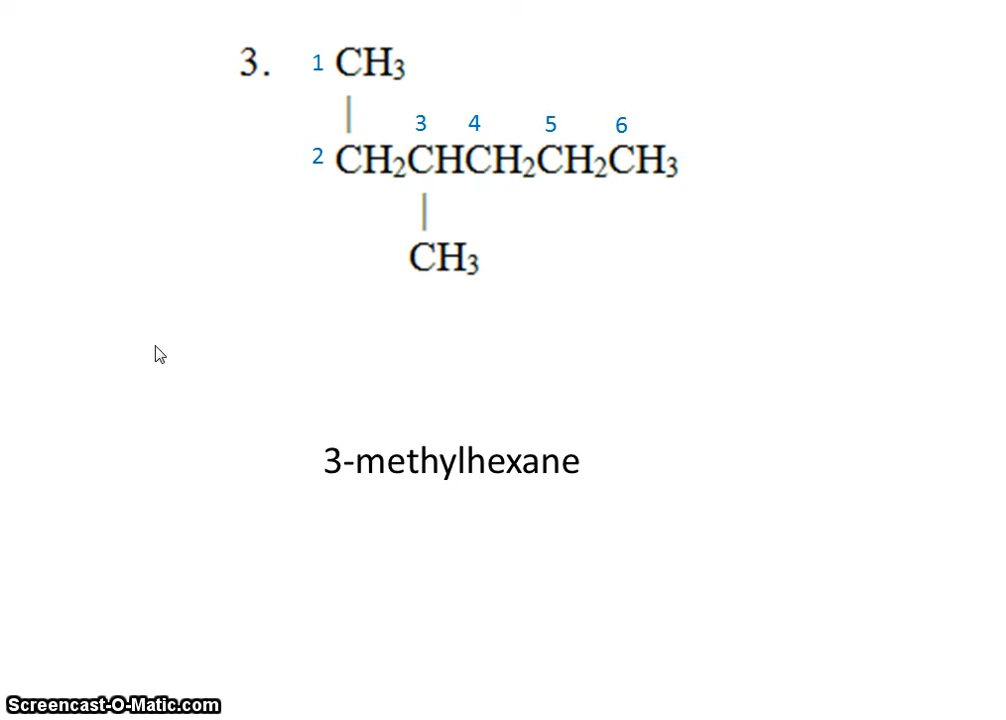 3. 1 CH₃
|
3 4 5 6
2 CH₂CHCH₂CH₂CH₃
|
CH₃
3-methylhexane
Screencast-O-Matic.com